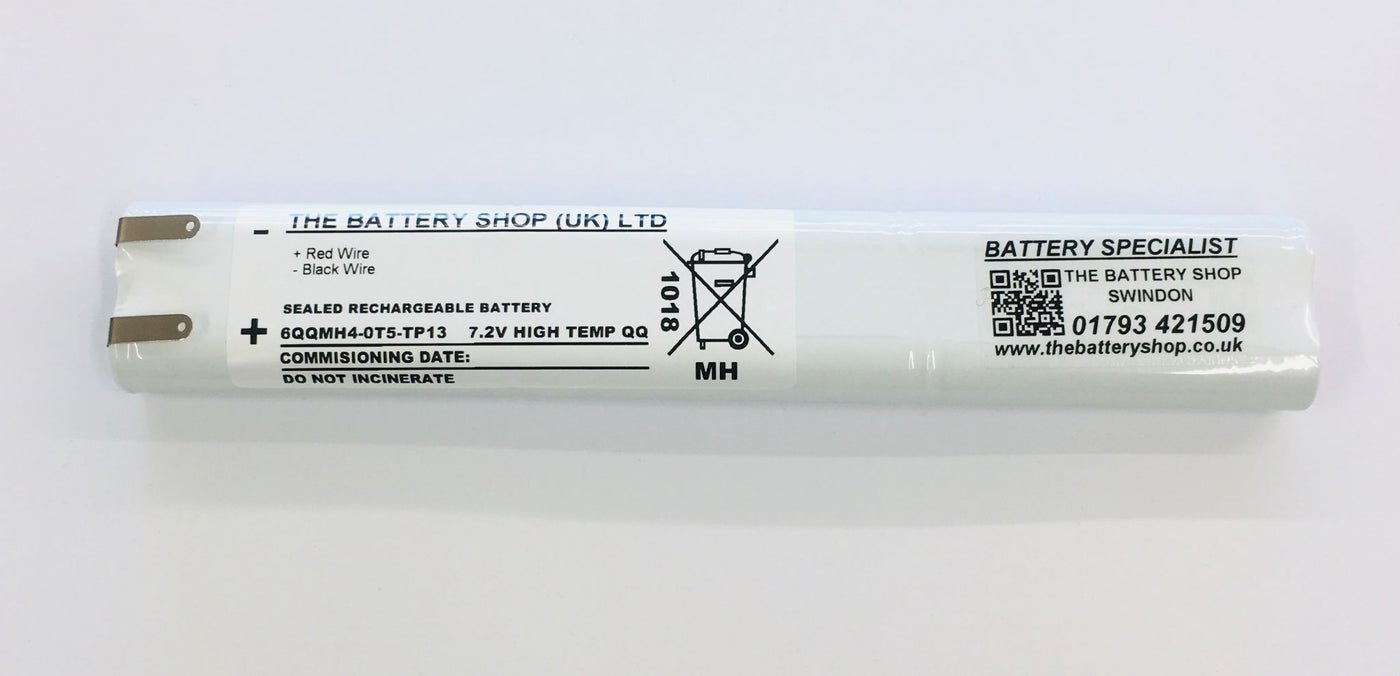 - THE BATTERY SHOP (UK) LTD
+ Red Wire
- Black Wire
SEALED RECHARGEABLE BATTERY
+ 6QQMH4-0T5-TP13 7.2V HIGH TEMP QQ
COMMISIONING DATE:
DO NOT INCINERATE
1018
MH
BATTERY SPECIALIST
THE BATTERY SHOP
SWINDON
01793 421509
www.thebatteryshop.co.uk